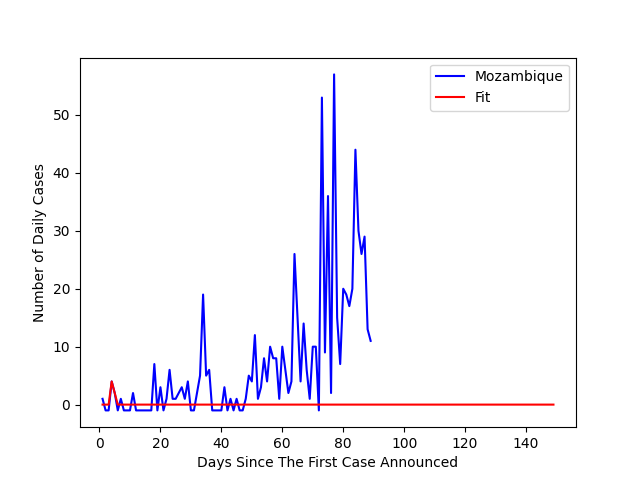 Mozambique
Fit
Number of Daily Cases
50
40
30
20
10
0
0 20 40 60 80 100 120 140
Days Since The First Case Announced